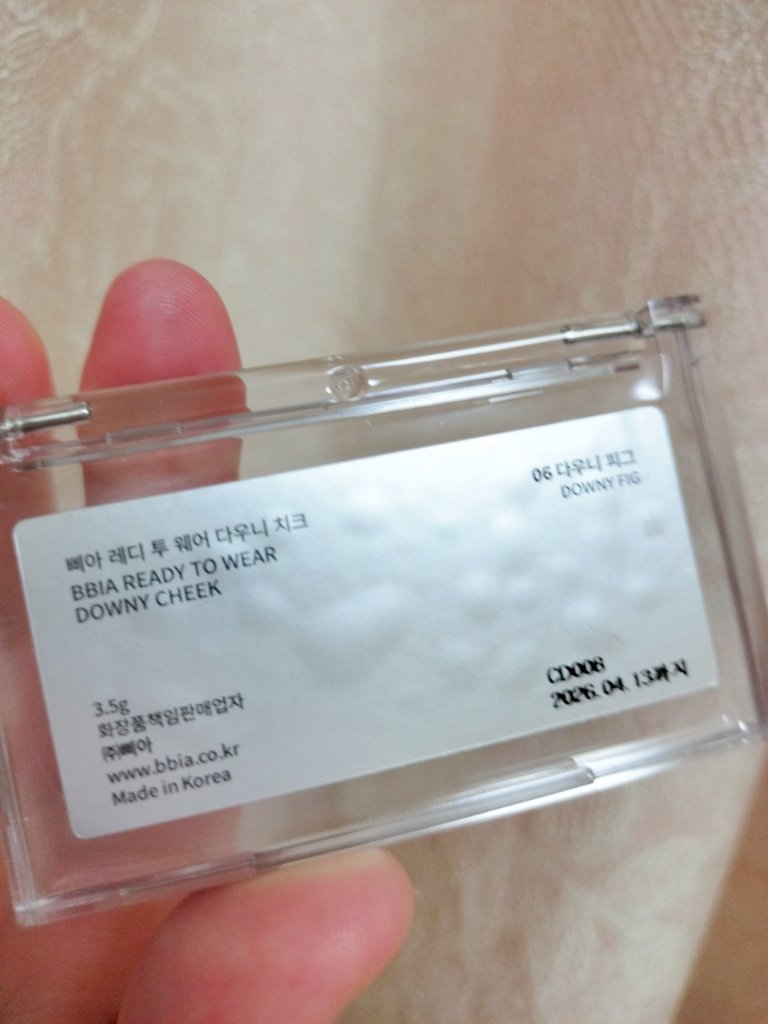 06 다우니 피그
DOWNY FIG
삐아 레디 투 웨어 다우니 치크
BBIA READY TO WEAR
DOWNY CHEEK
3.5g
화장품책임판매업자
㈜삐아
www.bbia.co.kr
Made in Korea
CD006
2026. 04. 13까지